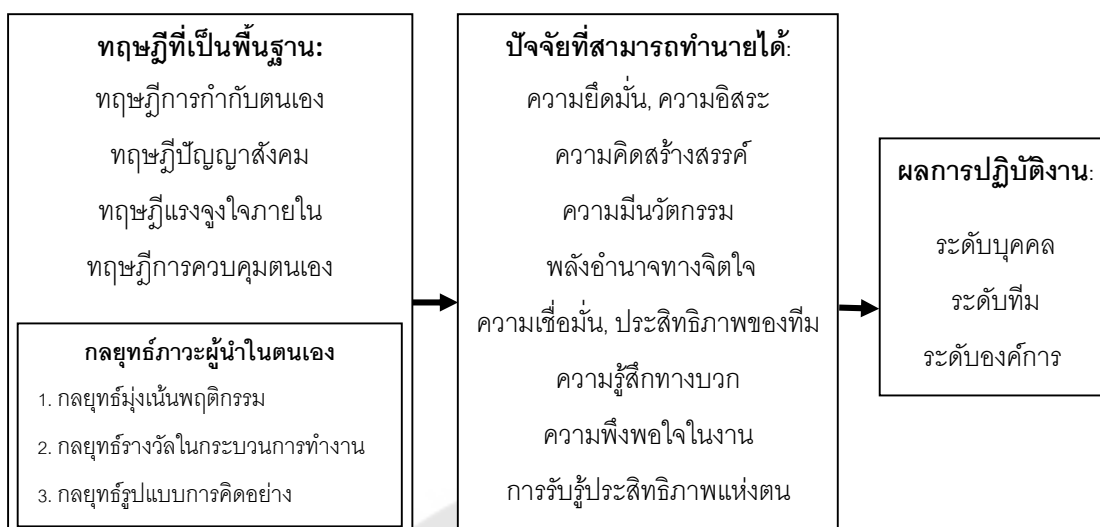 ทฤษฎีที่เป็นพื้นฐาน:
ทฤษฎีการกำกับตนเอง
ทฤษฎีปัญญาสังคม
ทฤษฎีแรงจูงใจภายใน
ทฤษฎีการควบคุมตนเอง
กลยุทธ์ภาวะผู้นำในตนเอง
1. กลยุทธ์มุ่งเน้นพฤติกรรม
2. กลยุทธ์รางวัลในกระบวนการทำงาน
3. กลยุทธ์รูปแบบการคิดอย่าง
ปัจจัยที่สามารถทำนายได้:
ความยึดมั่น, ความอิสระ
ความคิดสร้างสรรค์
ความมีนวัตกรรม
พลังอำนาจทางจิตใจ
ความเชื่อมั่น, ประสิทธิภาพของทีม
ความรู้สึกทางบวก
ความพึงพอใจในงาน
การรับรู้ประสิทธิภาพแห่งตน
ผลการปฏิบัติงาน:
ระดับบุคคล
ระดับทีม
ระดับองค์การ